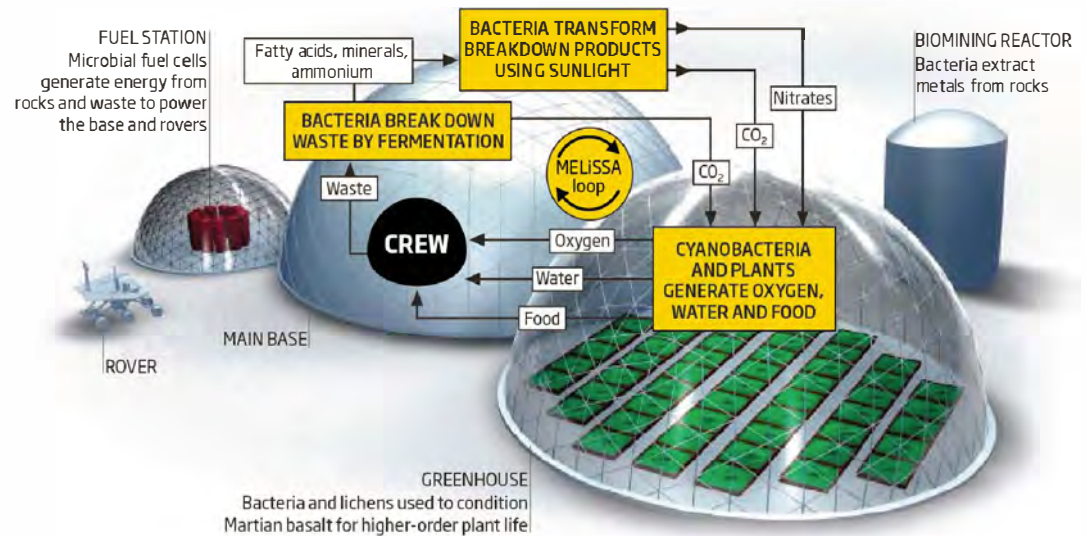 FUEL STATION
Microbial fuel cells
generate energy from
rocks and waste to power
the base and rovers
Fatty acids, minerals,
ammonium
BACTERIA TRANSFORM
BREAKDOWN PRODUCTS
USING SUNLIGHT
BIOMINING REACTOR
Bacteria extract
metals from rocks
Nitrates
CO₂
CO₂
BACTERIA BREAK DOWN
WASTE BY FERMENTATION
MELiSSA
loop
Waste
CREW
Oxygen
Water
Food
CYANOBACTERIA
AND PLANTS
GENERATE OXYGEN,
WATER AND FOOD
MAIN BASE
ROVER
GREENHOUSE
Bacteria and lichens used to condition
Martian basalt for higher-order plant life